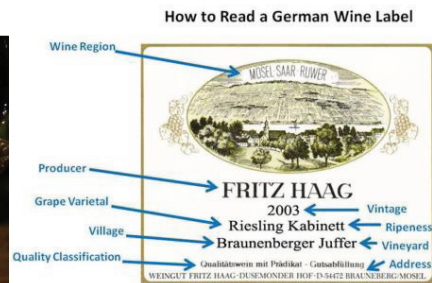 How to Read a German Wine Label
Wine Region
MOSEL·SAAR·RUWER
Producer
FRITZ HAAG
2003
Vintage
Grape Varietal
Riesling Kabinett
Ripeness
Village
Braunenberger Juffer
Vineyard
Quality Classification
Qualitätswein mit Prädikat - Gutsabfüllung
Address
WEINGUT FRITZ HAAG·DUSEMONDER HOF·D-54472 BRAUNEBERG/MOSEL